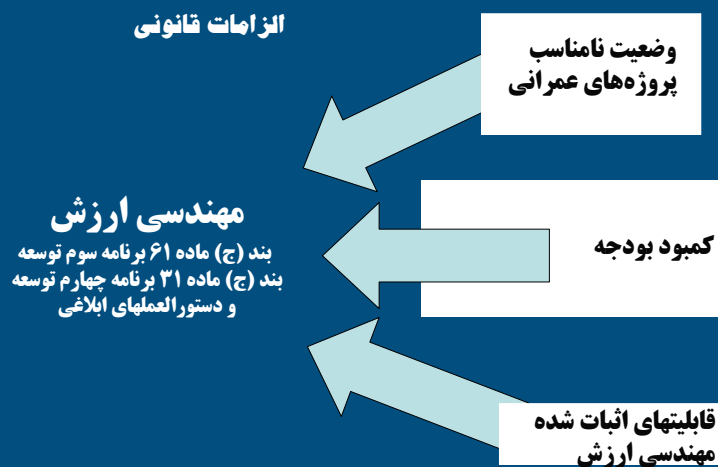 الزامات قانونی
وضعیت نامناسب
پروژه‌های عمرانی
مهندسی ارزش
بند (ج) ماده ۶۱ برنامه سوم توسعه
بند (ج) ماده ۳۱ برنامه چهارم توسعه
و دستورالعملهای ابلاغی
کمبود بودجه
قابلیتهای اثبات شده
مهندسی ارزش